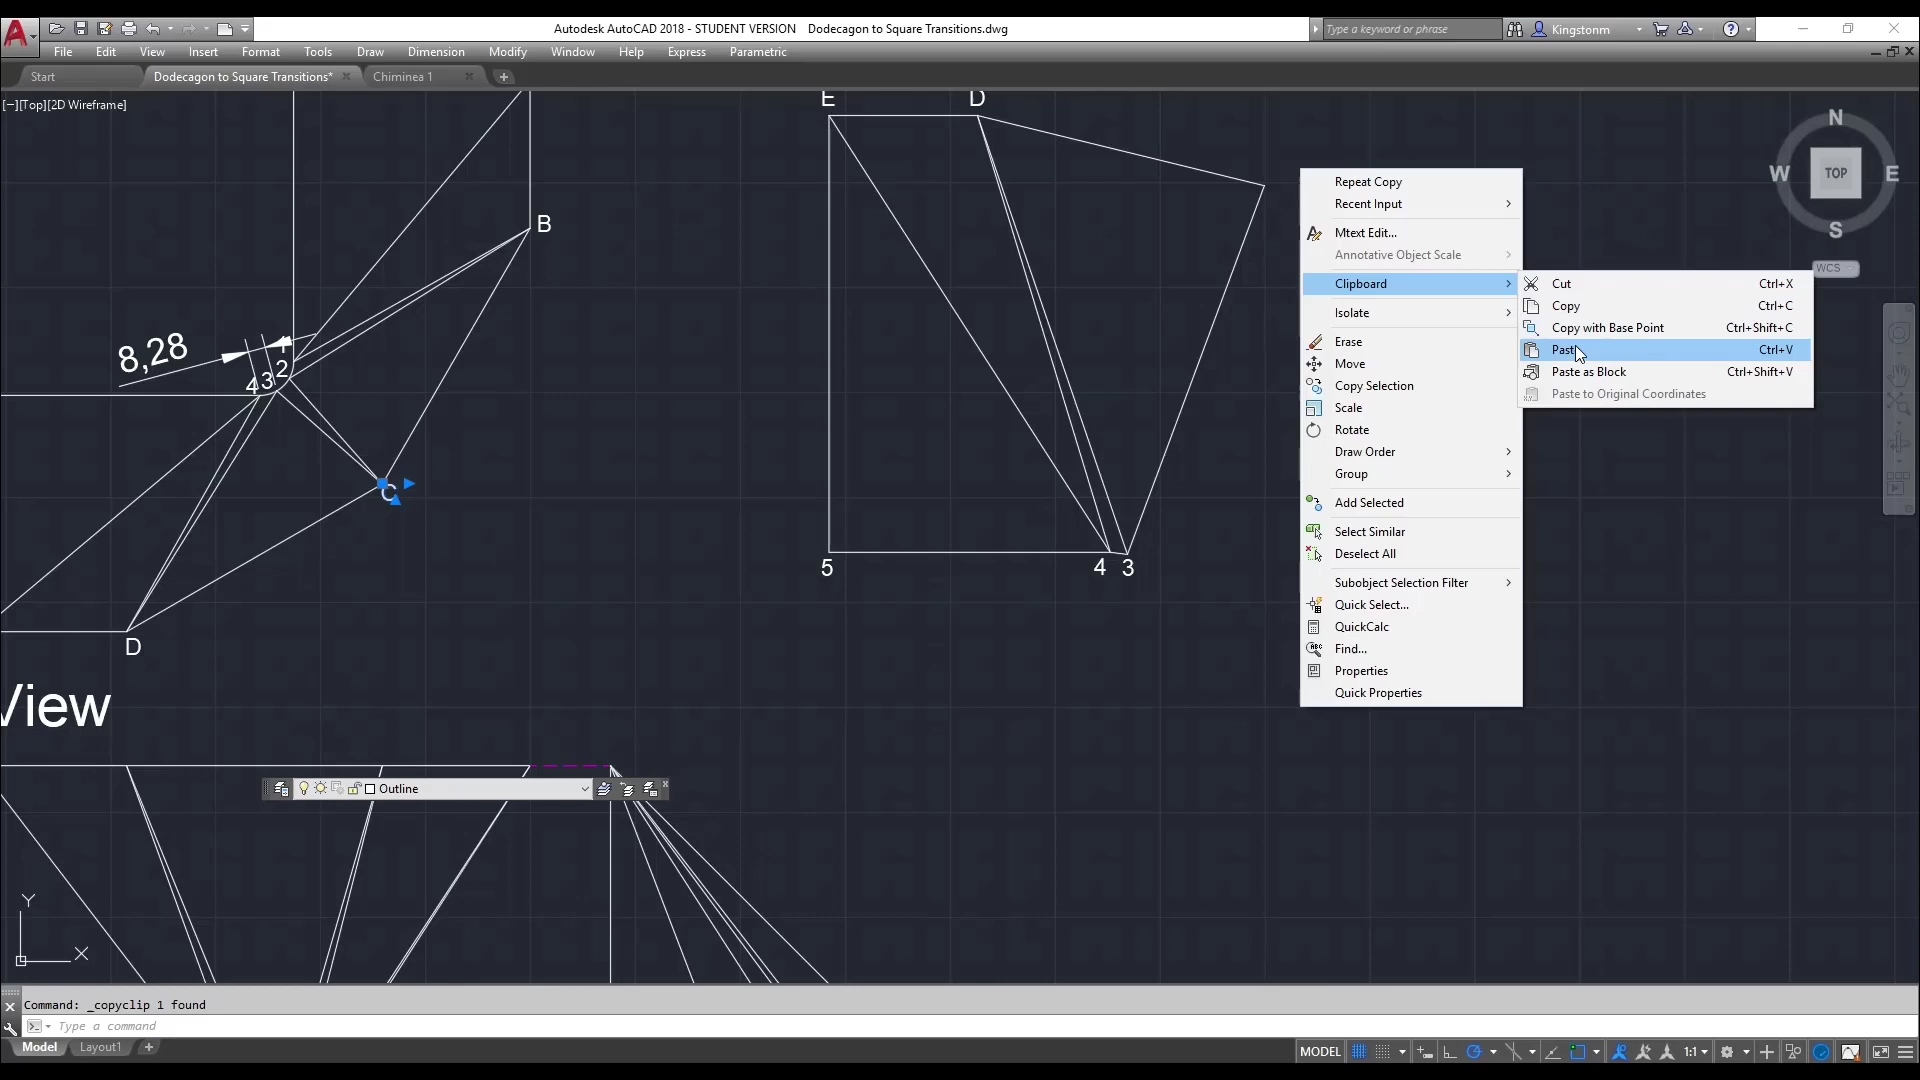 Autodesk AutoCAD 2018 - STUDENT VERSION    Dodecagon to Square Transitions.dwg
Type a keyword or phrase
Kingstonm
File Edit View Insert Format Tools Draw Dimension Modify Window Help Express Parametric
Start
Dodecagon to Square Transitions*
Chiminea 1
[−][Top][2D Wireframe]
E
D
N
W
TOP
E
S
WCS
B
8,28
1
2
3
4
C
D
5
4
3
Repeat Copy
Recent Input
Mtext Edit...
Annotative Object Scale
Clipboard
Isolate
Erase
Move
Copy Selection
Scale
Rotate
Draw Order
Group
Add Selected
Select Similar
Deselect All
Subobject Selection Filter
Quick Select...
QuickCalc
Find...
Properties
Quick Properties
Cut Ctrl+X
Copy Ctrl+C
Copy with Base Point Ctrl+Shift+C
Past Ctrl+V
Paste as Block Ctrl+Shift+V
Paste to Original Coordinates
View
Outline
Y
X
Command: _copyclip 1 found
Type a command
Model
Layout1
MODEL
1:1